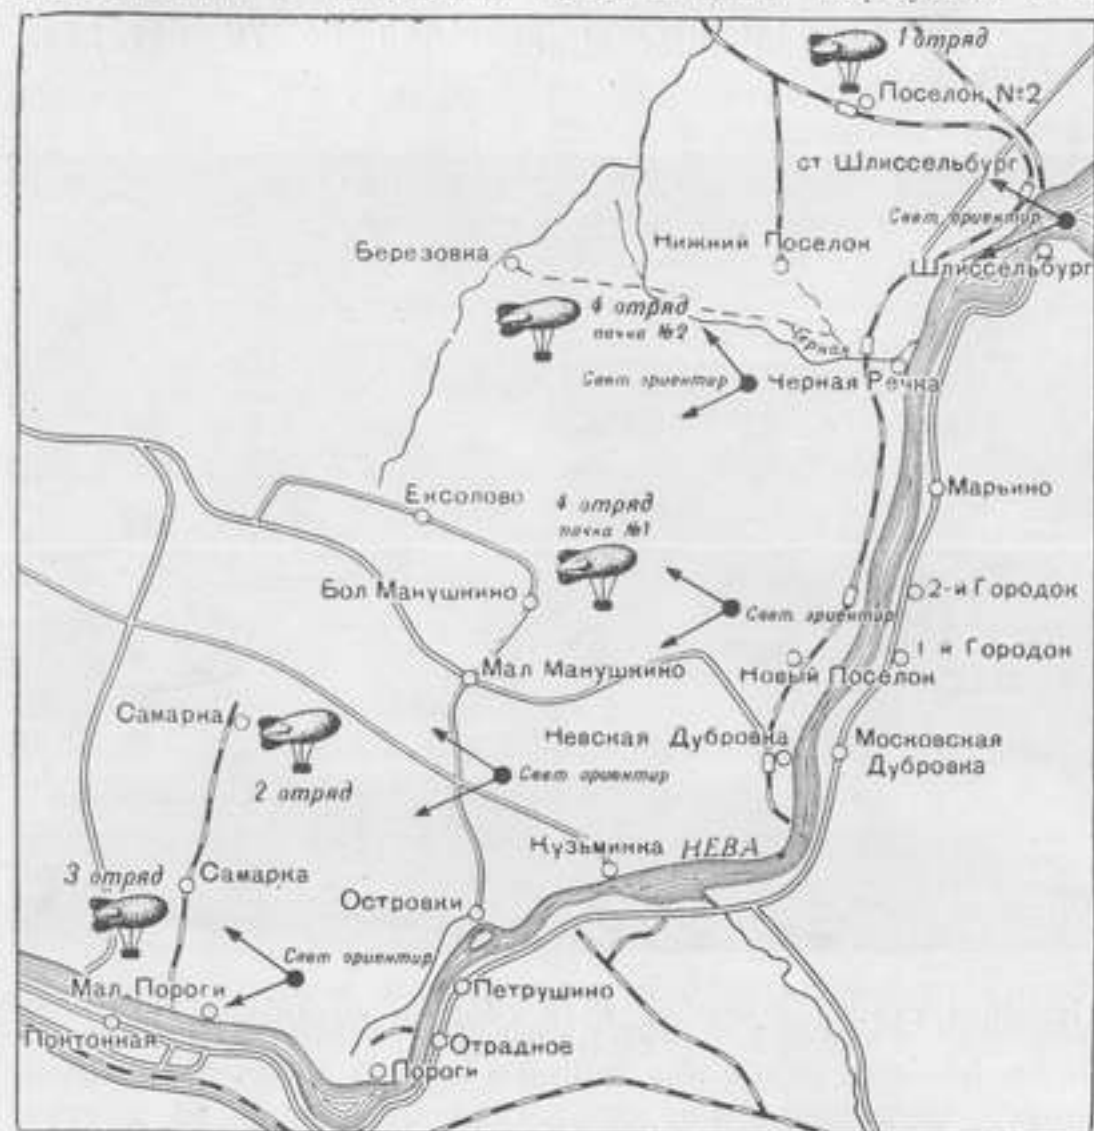 1 отряд
Поселок №2
ст Шлиссельбург
Свет ориентир
Шлиссельбург
Нижний Поселок
Березовка
4 отряд
точка №2
Черная
Свет ориентир
Черная Речка
Ексолово
4 отряд
точка №1
Марьино
Бол Манушкино
2-й Городок
Свет ориентир
1 й Городок
Мал Манушкино
Новый Поселок
Самарка
Невская Дубровка
Московская
Дубровка
Свет ориентир
2 отряд
Кузьминка
НЕВА
3 отряд
Самарка
Островки
Свет ориентир
Мал. Пороги
Петрушино
Понтонная
Отрадное
Пороги